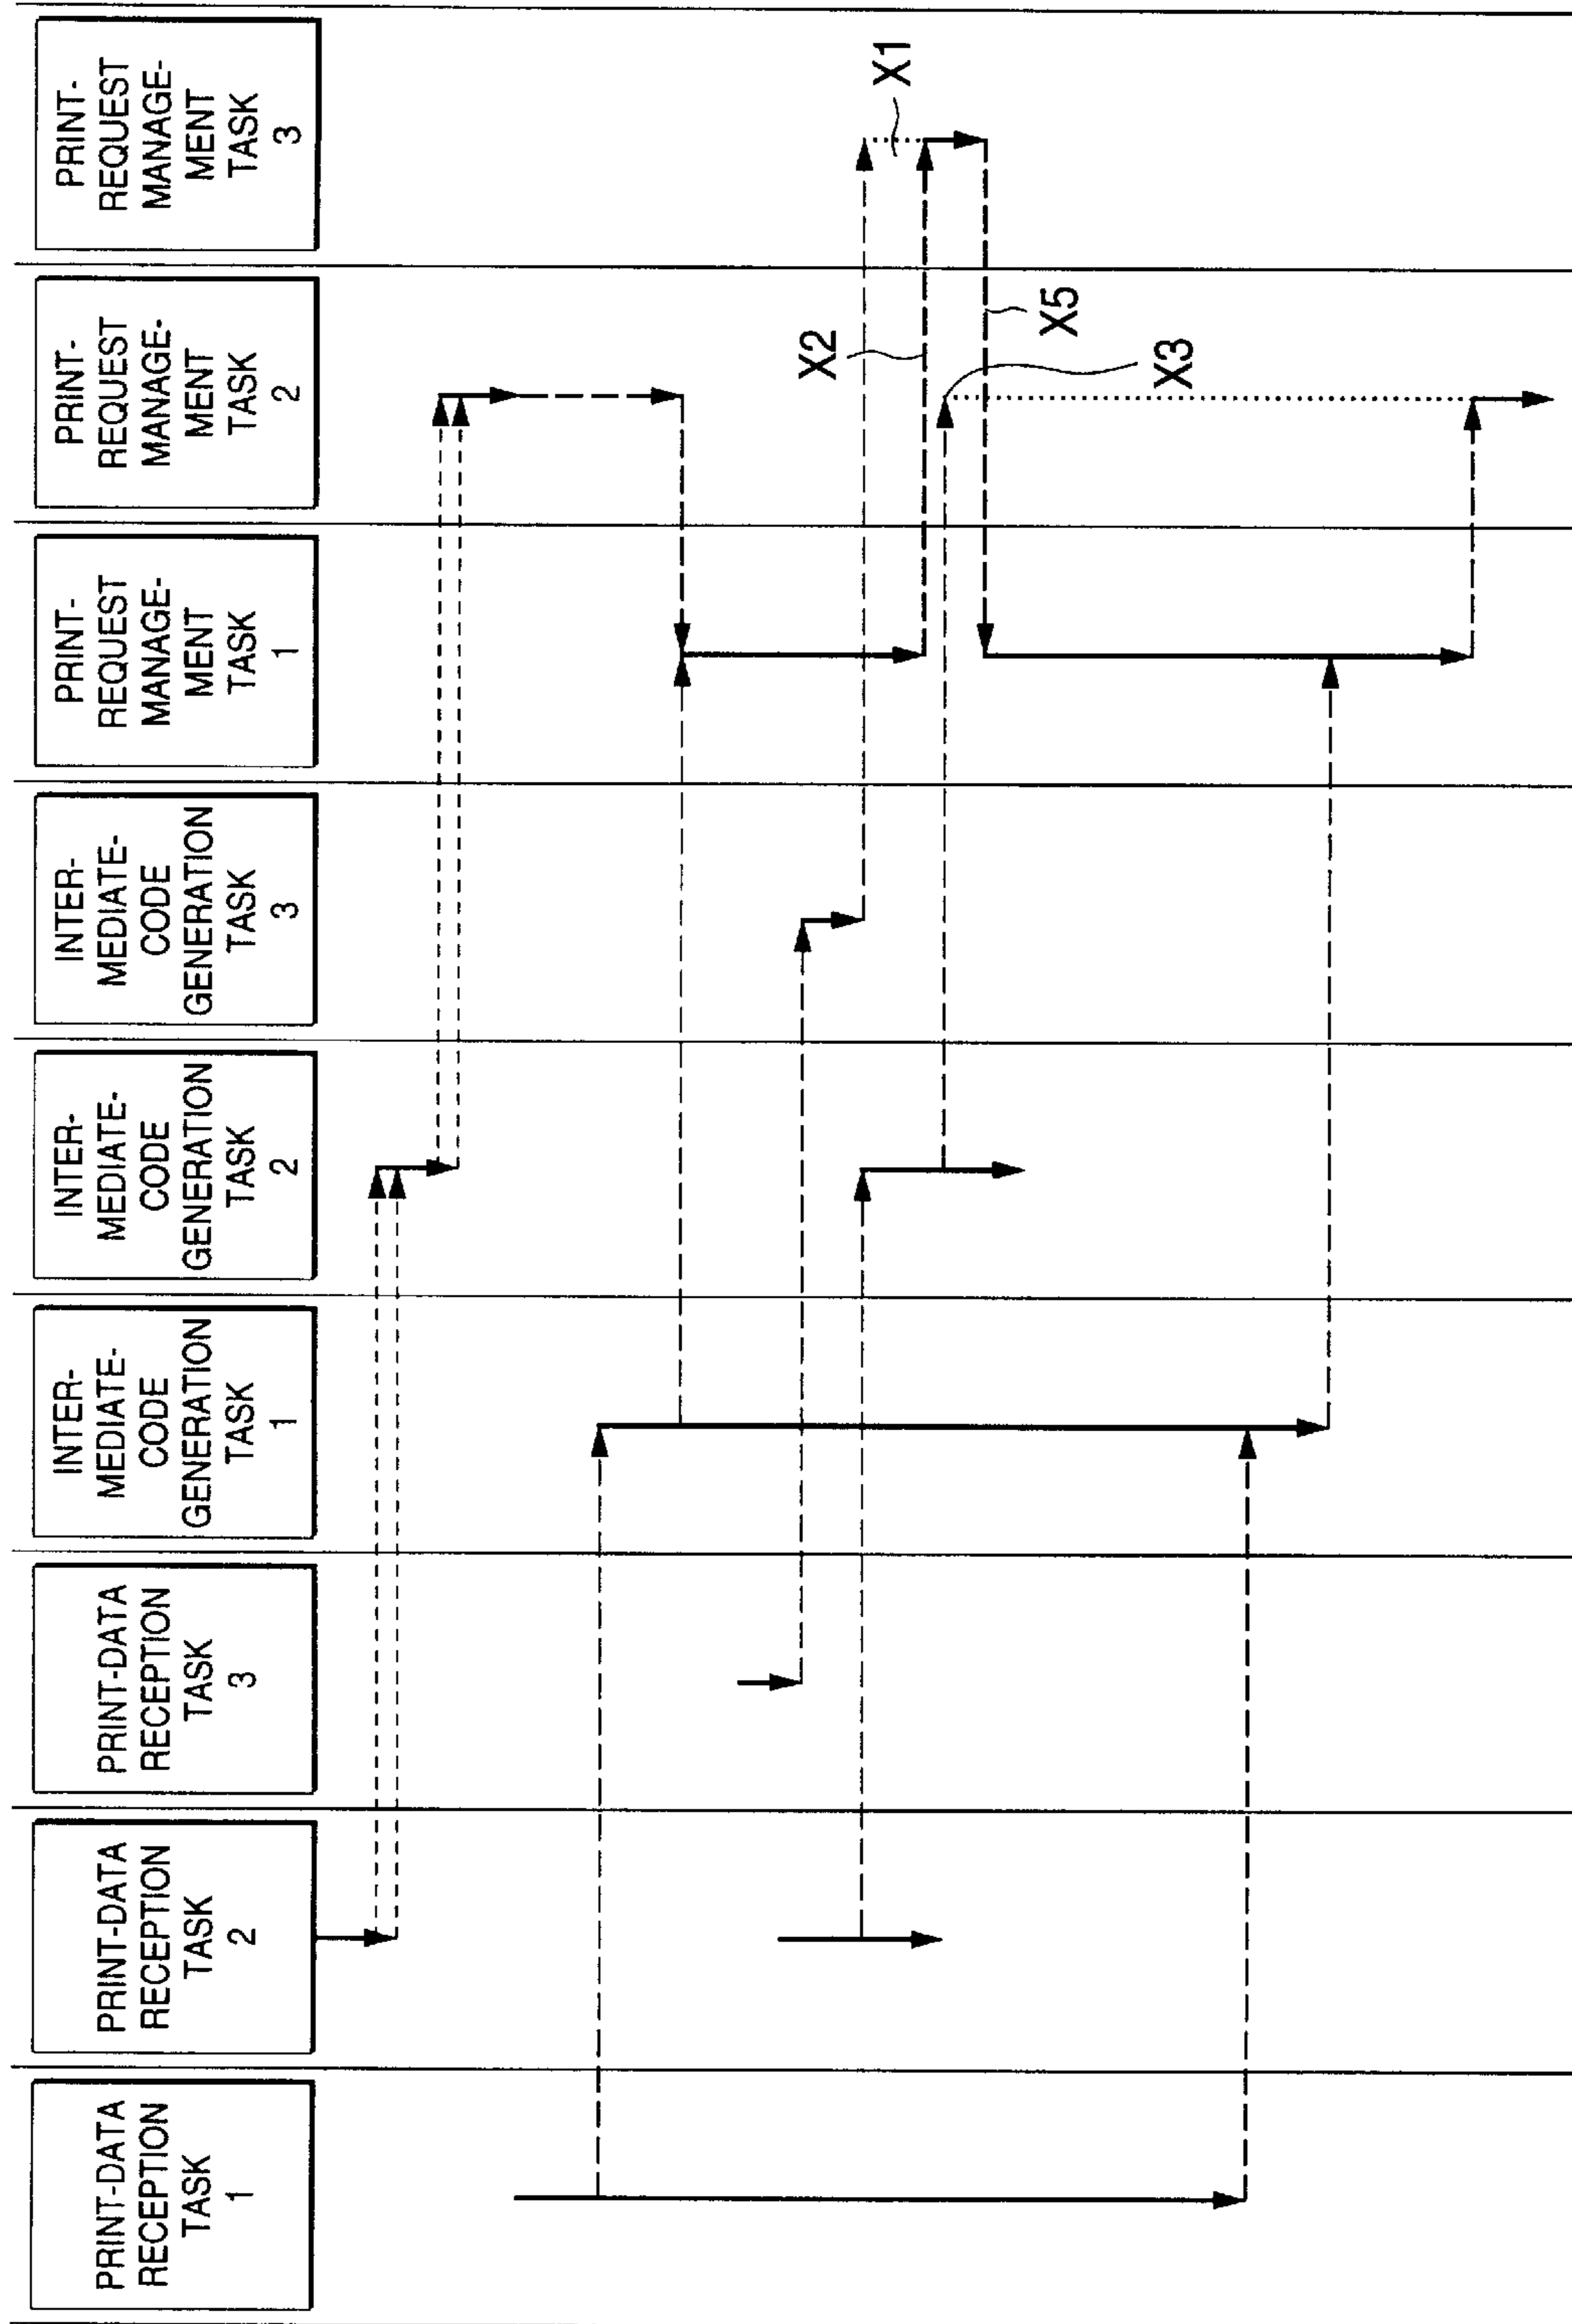 PRINT-DATA
RECEPTION
TASK
1
PRINT-DATA
RECEPTION
TASK
2
PRINT-DATA
RECEPTION
TASK
3
INTER-
MEDIATE-
CODE
GENERATION
TASK
1
INTER-
MEDIATE-
CODE
GENERATION
TASK
2
INTER-
MEDIATE-
CODE
GENERATION
TASK
3
PRINT-
REQUEST
MANAGE-
MENT
TASK
1
PRINT-
REQUEST
MANAGE-
MENT
TASK
2
PRINT-
REQUEST
MANAGE-
MENT
TASK
3
X1
X2
X5
X3